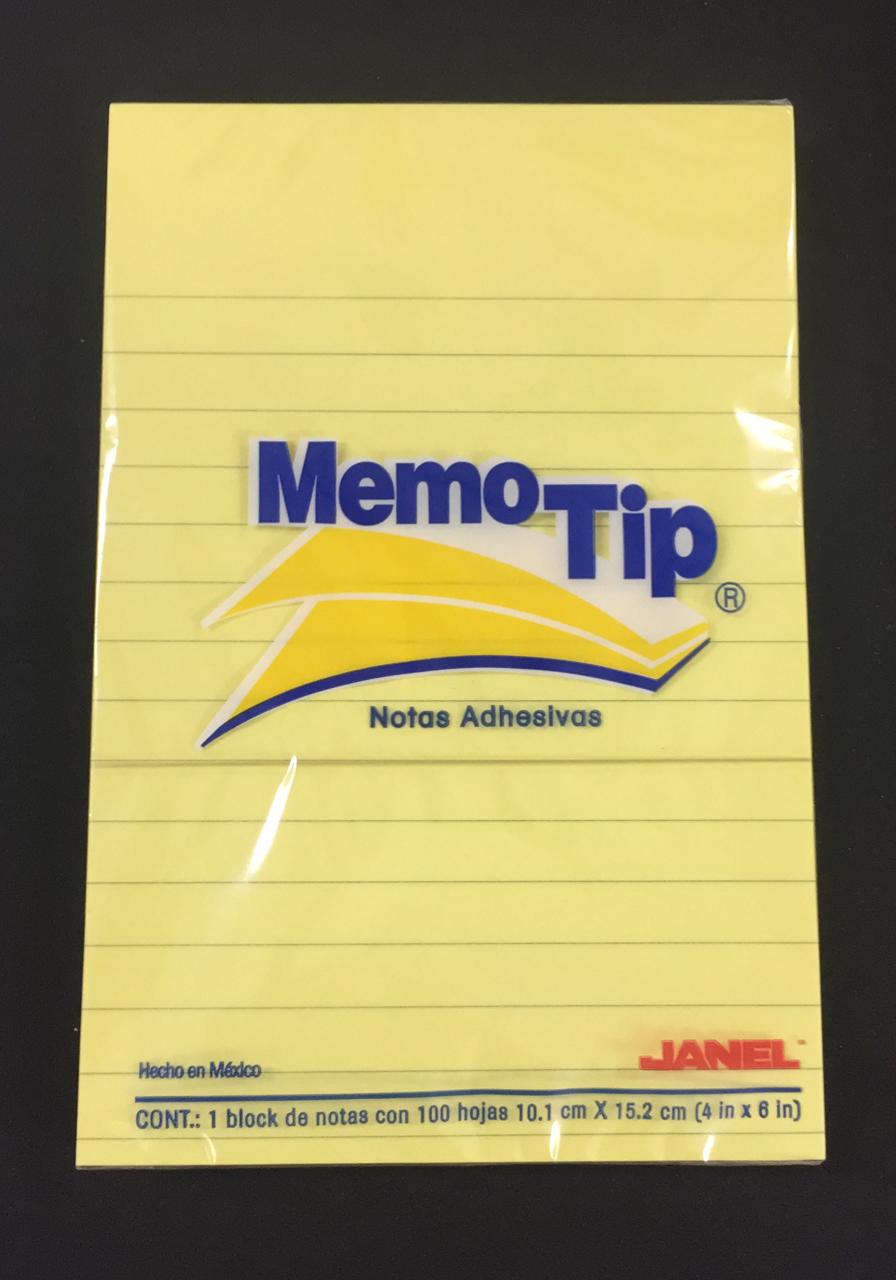 Memo Tip ®
Notas Adhesivas
JANEL
Hecho en México
CONT.: 1 block de notas con 100 hojas 10.1 cm X 15.2 cm (4 in x 6 in)